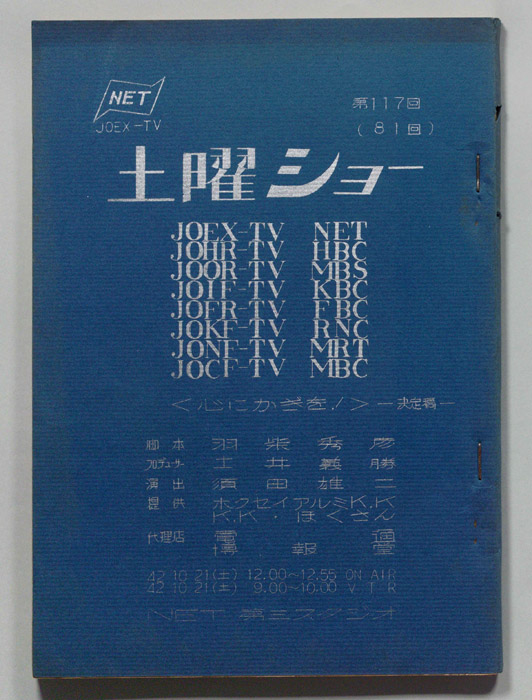 NET
JOEX-TV
第117回
(81回)
土曜ショー
JOEX-TV NET
JOHR-TV HBC
JOOR-TV MBS
JOIF-TV KBC
JOFR-TV FBC
JOKF-TV RNC
JONF-TV MRT
JOCF-TV MBC
<心にかぎを!> ー決定稿ー
脚本 羽柴秀彦
プロデューサー 土井義勝
演出 須田雄二
提供 ホクセイアルミK.K
K.K・ほくさん
代理店 電通
博報堂
42 10 21(土) 12.00~12.55 ON AIR
42 10 21(土) 9.00~10.00 V T R
NET 第三スタジオ